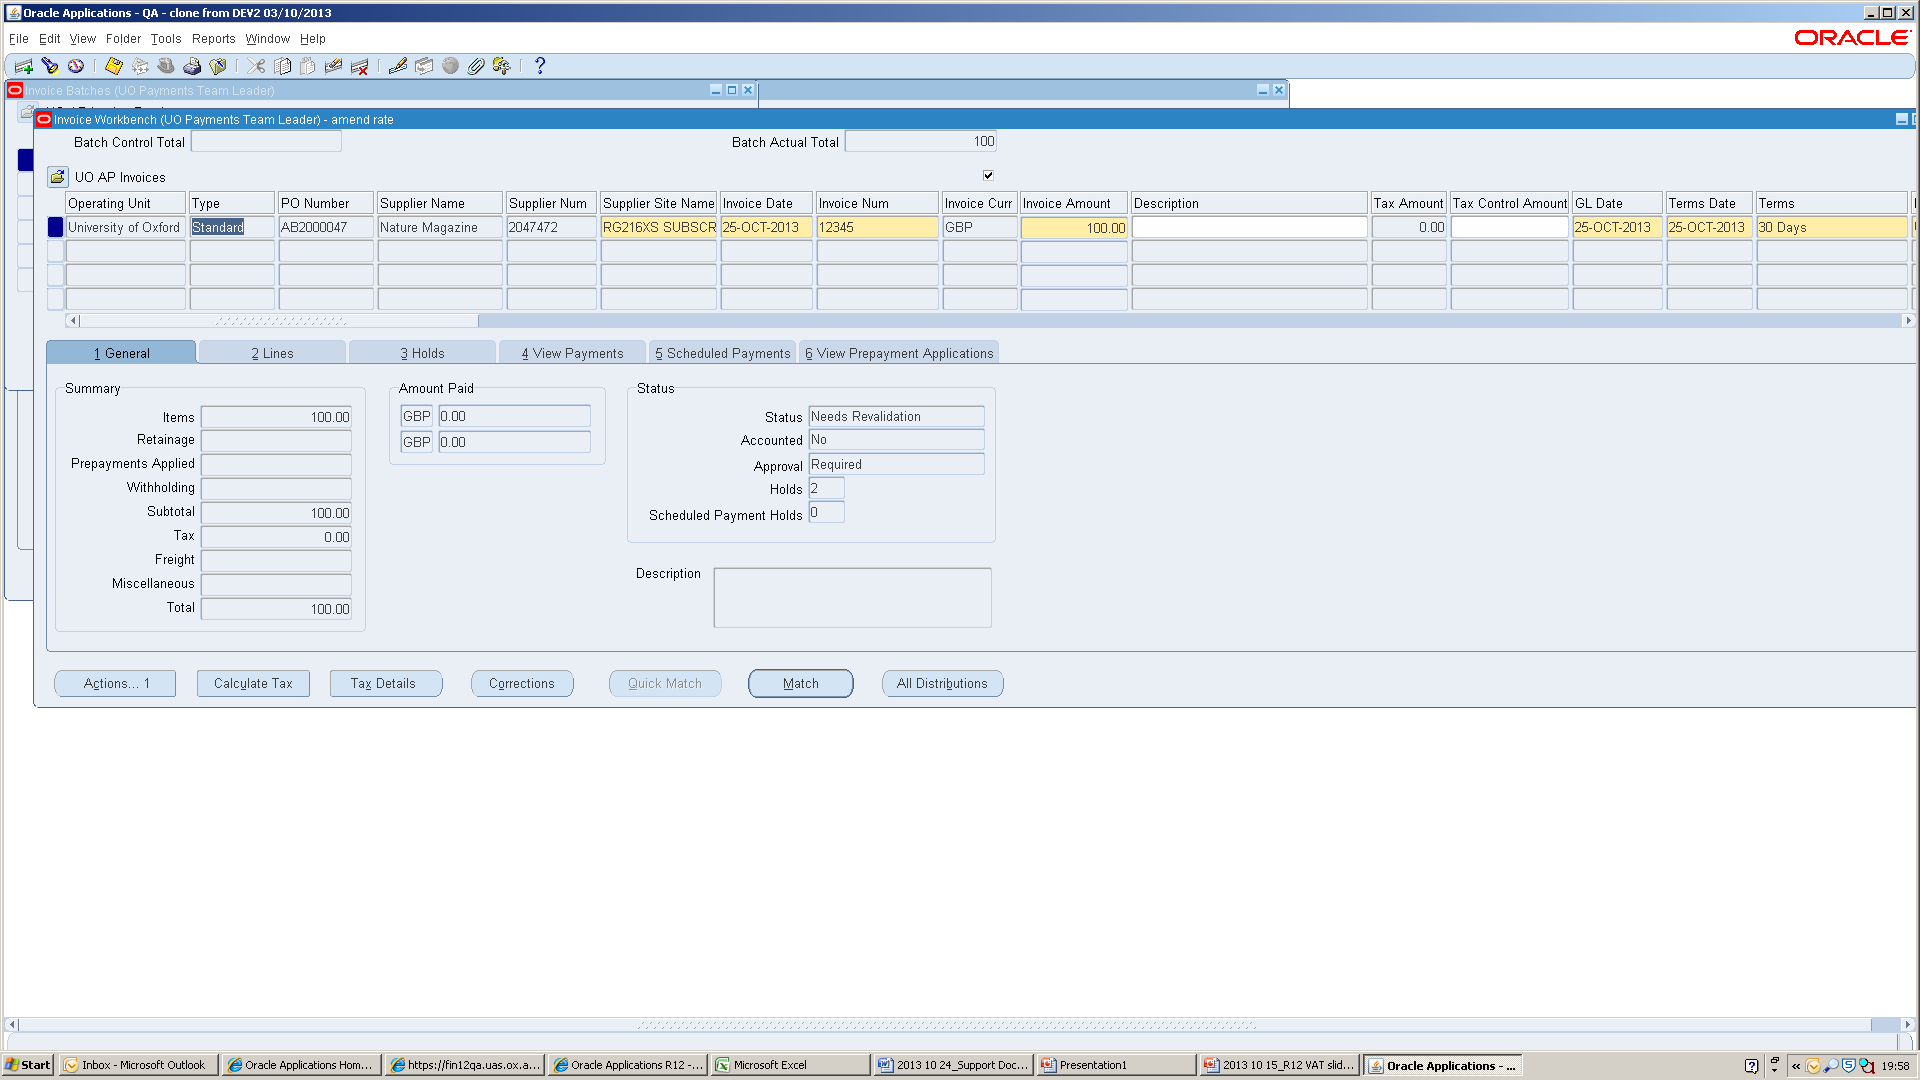 Oracle Applications - QA - clone from DEV2 03/10/2013
File Edit View Folder Tools Reports Window Help
ORACLE
Invoice Batches (UO Payments Team Leader)
Invoice Workbench (UO Payments Team Leader) - amend rate
Batch Control Total
Batch Actual Total 100
UO AP Invoices
Operating Unit Type PO Number Supplier Name Supplier Num Supplier Site Name Invoice Date Invoice Num Invoice Curr Invoice Amount Description Tax Amount Tax Control Amount GL Date Terms Date Terms
University of Oxford Standard AB2000047 Nature Magazine 2047472 RG216XS SUBSCR 25-OCT-2013 12345 GBP 100.00 0.00 25-OCT-2013 25-OCT-2013 30 Days
1 General 2 Lines 3 Holds 4 View Payments 5 Scheduled Payments 6 View Prepayment Applications
Summary
Items 100.00
Retainage
Prepayments Applied
Withholding
Subtotal 100.00
Tax 0.00
Freight
Miscellaneous
Total 100.00
Amount Paid
GBP 0.00
GBP 0.00
Status
Status Needs Revalidation
Accounted No
Approval Required
Holds 2
Scheduled Payment Holds 0
Description
Actions... 1 Calculate Tax Tax Details Corrections Quick Match Match All Distributions
Start Inbox - Microsoft Outlook Oracle Applications Hom... https://fin12qa.uas.ox.a... Oracle Applications R12 -... Microsoft Excel 2013 10 24_Support Doc... Presentation1 2013 10 15_R12 VAT slid... Oracle Applications - ... 19:58